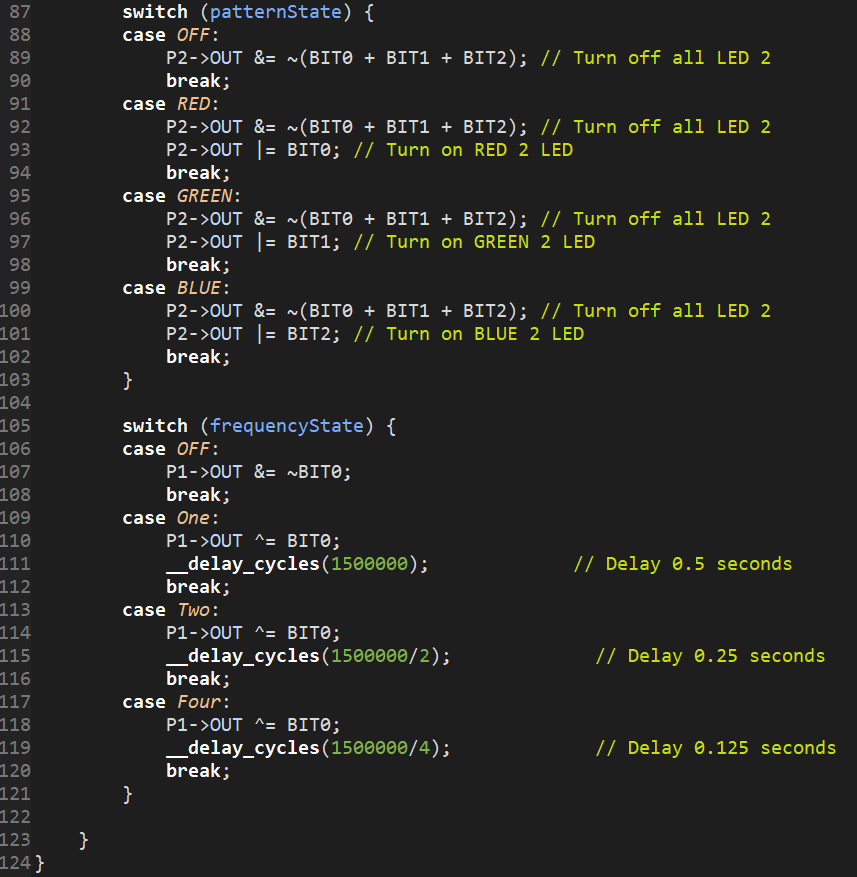 87        switch (patternState) {
88        case OFF:
89            P2->OUT &= ~(BIT0 + BIT1 + BIT2); // Turn off all LED 2
90            break;
91        case RED:
92            P2->OUT &= ~(BIT0 + BIT1 + BIT2); // Turn off all LED 2
93            P2->OUT |= BIT0; // Turn on RED 2 LED
94            break;
95        case GREEN:
96            P2->OUT &= ~(BIT0 + BIT1 + BIT2); // Turn off all LED 2
97            P2->OUT |= BIT1; // Turn on GREEN 2 LED
98            break;
99        case BLUE:
100            P2->OUT &= ~(BIT0 + BIT1 + BIT2); // Turn off all LED 2
101            P2->OUT |= BIT2; // Turn on BLUE 2 LED
102            break;
103        }
104
105        switch (frequencyState) {
106        case OFF:
107            P1->OUT &= ~BIT0;
108            break;
109        case One:
110            P1->OUT ^= BIT0;
111            __delay_cycles(1500000);             // Delay 0.5 seconds
112            break;
113        case Two:
114            P1->OUT ^= BIT0;
115            __delay_cycles(1500000/2);             // Delay 0.25 seconds
116            break;
117        case Four:
118            P1->OUT ^= BIT0;
119            __delay_cycles(1500000/4);             // Delay 0.125 seconds
120            break;
121        }
122
123    }
124}